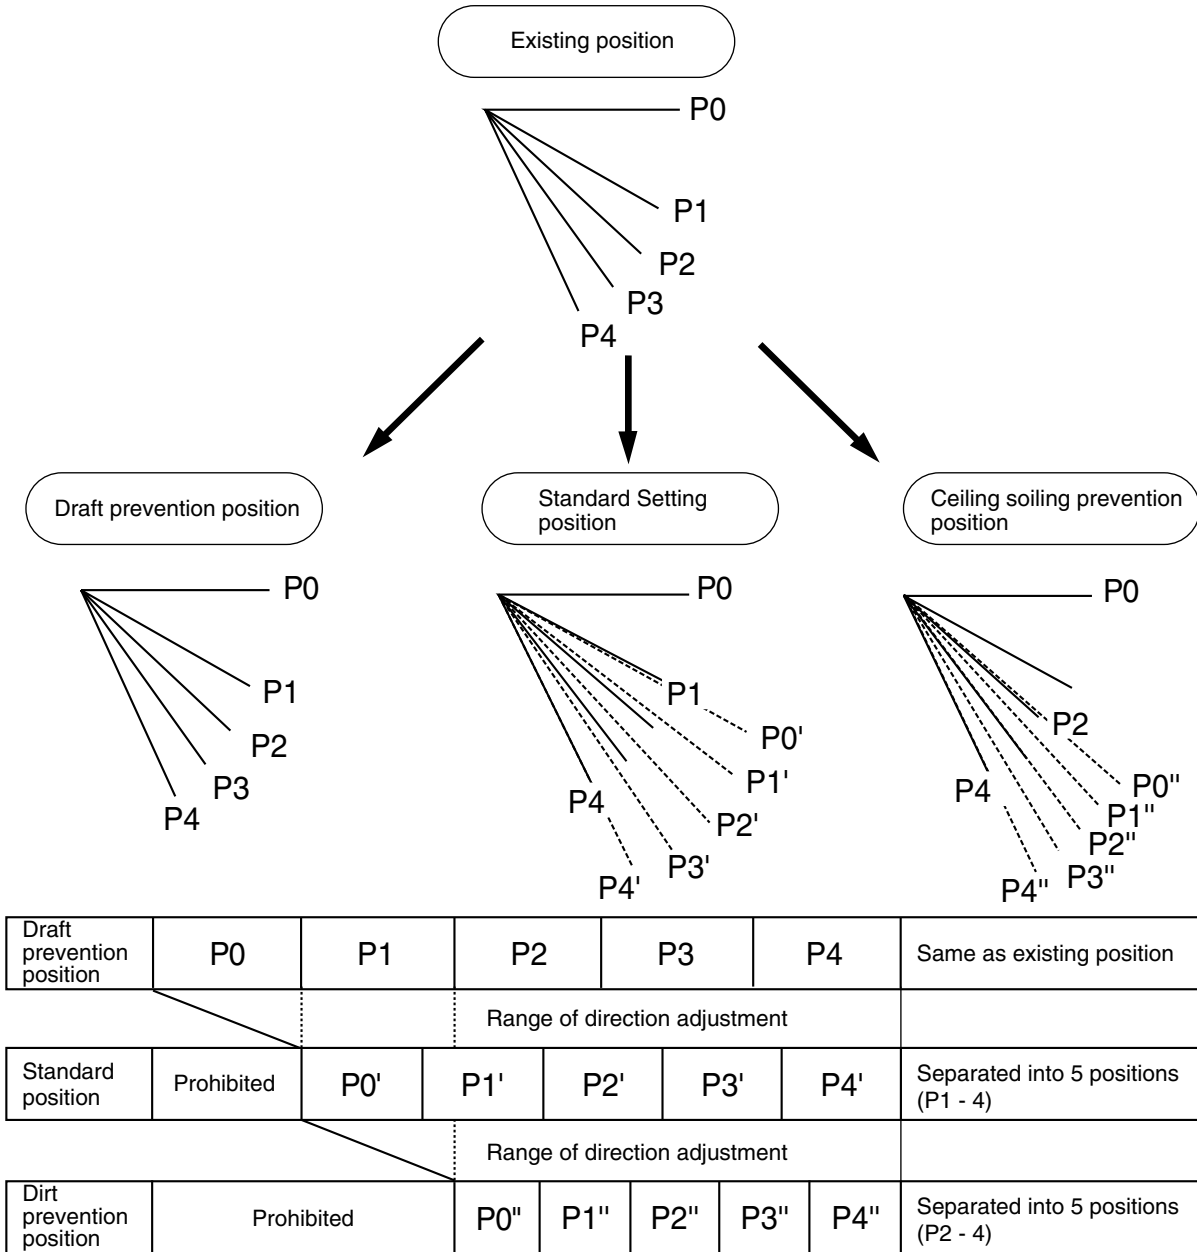 Existing position
P0
P1
P2
P3
P4
Draft prevention position
Standard Setting
position
Ceiling soiling prevention
position
P0
P1
P2
P3
P4
P0
P1
P0'
P1'
P4
P2'
P3'
P4'
P0
P2
P4
P0"
P1"
P2"
P3"
P4"
Draft
prevention
position
P0
P1
P2
P3
P4
Same as existing position
Range of direction adjustment
Standard
position
Prohibited
P0'
P1'
P2'
P3'
P4'
Separated into 5 positions
(P1 - 4)
Range of direction adjustment
Dirt
prevention
position
Prohibited
P0"
P1"
P2"
P3"
P4"
Separated into 5 positions
(P2 - 4)